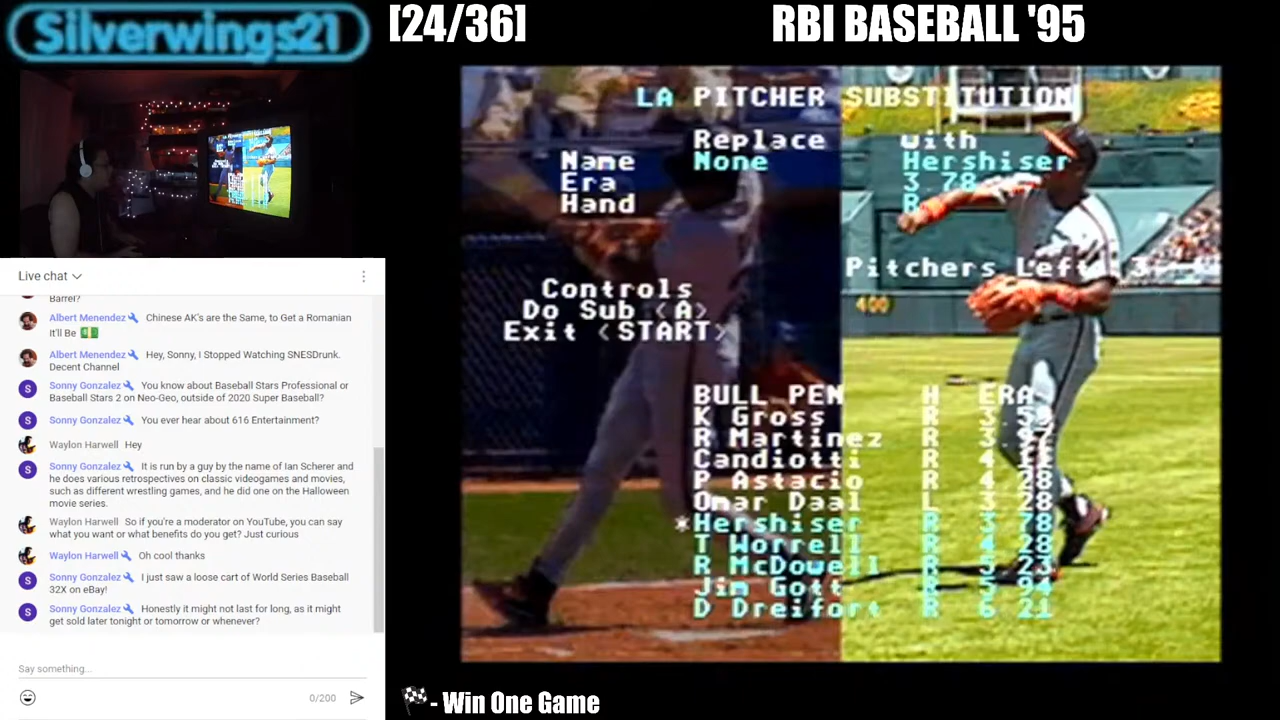 Silverwings21
[24/36]
RBI BASEBALL '95
Live chat
Barrel?
Albert Menendez Chinese AK's are the Same, to Get a Romanian
It'll Be
Albert Menendez Hey, Sonny, I Stopped Watching SNESDrunk.
Decent Channel
Sonny Gonzalez You know about Baseball Stars Professional or
Baseball Stars 2 on Neo-Geo, outside of 2020 Super Baseball?
Sonny Gonzalez You ever hear about 616 Entertainment?
Waylon Harwell Hey
Sonny Gonzalez It is run by a guy by the name of Ian Scherer and
he does various retrospectives on classic videogames and movies,
such as different wrestling games, and he did one on the Halloween
movie series.
Waylon Harwell So if you're a moderator on YouTube, you can say
what you want or what benefits do you get? Just curious
Waylon Harwell Oh cool thanks
Sonny Gonzalez I just saw a loose cart of World Series Baseball
32X on eBay!
Sonny Gonzalez Honestly it might not last for long, as it might
get sold later tonight or tomorrow or whenever?
Say something...
0/200
LA PITCHER SUBSTITUTION
Replace with
Name None Hershiser
Era 3 78
Hand R
Pitchers Left 3
400
Controls
Do Sub <A>
Exit <START>
BULL PEN H ERA
K Gross R 3 59
R Martinez R 3
Candiotti R 4
P Astacio R 4 28
Omar Daal L 3 28
*Hershiser R 3 78
T Worrell R 4 28
R McDowell R 5 23
Jim Gott R 5 94
D Dreifort R 6 21
- Win One Game